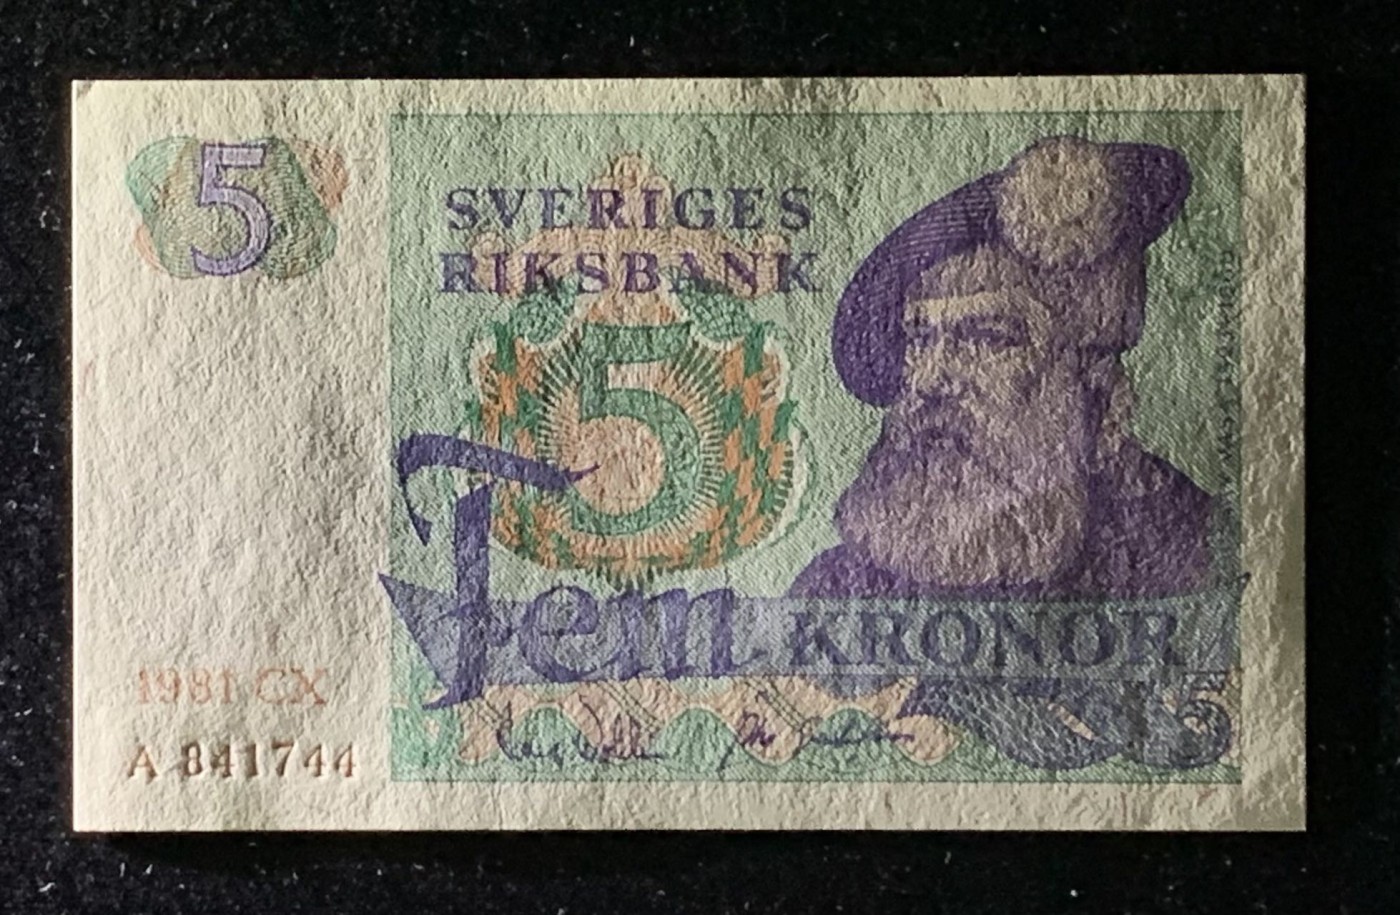 5
SVERIGES
RIKSBANK
5
Fem KRONOR
1981 CX
A 841744
5